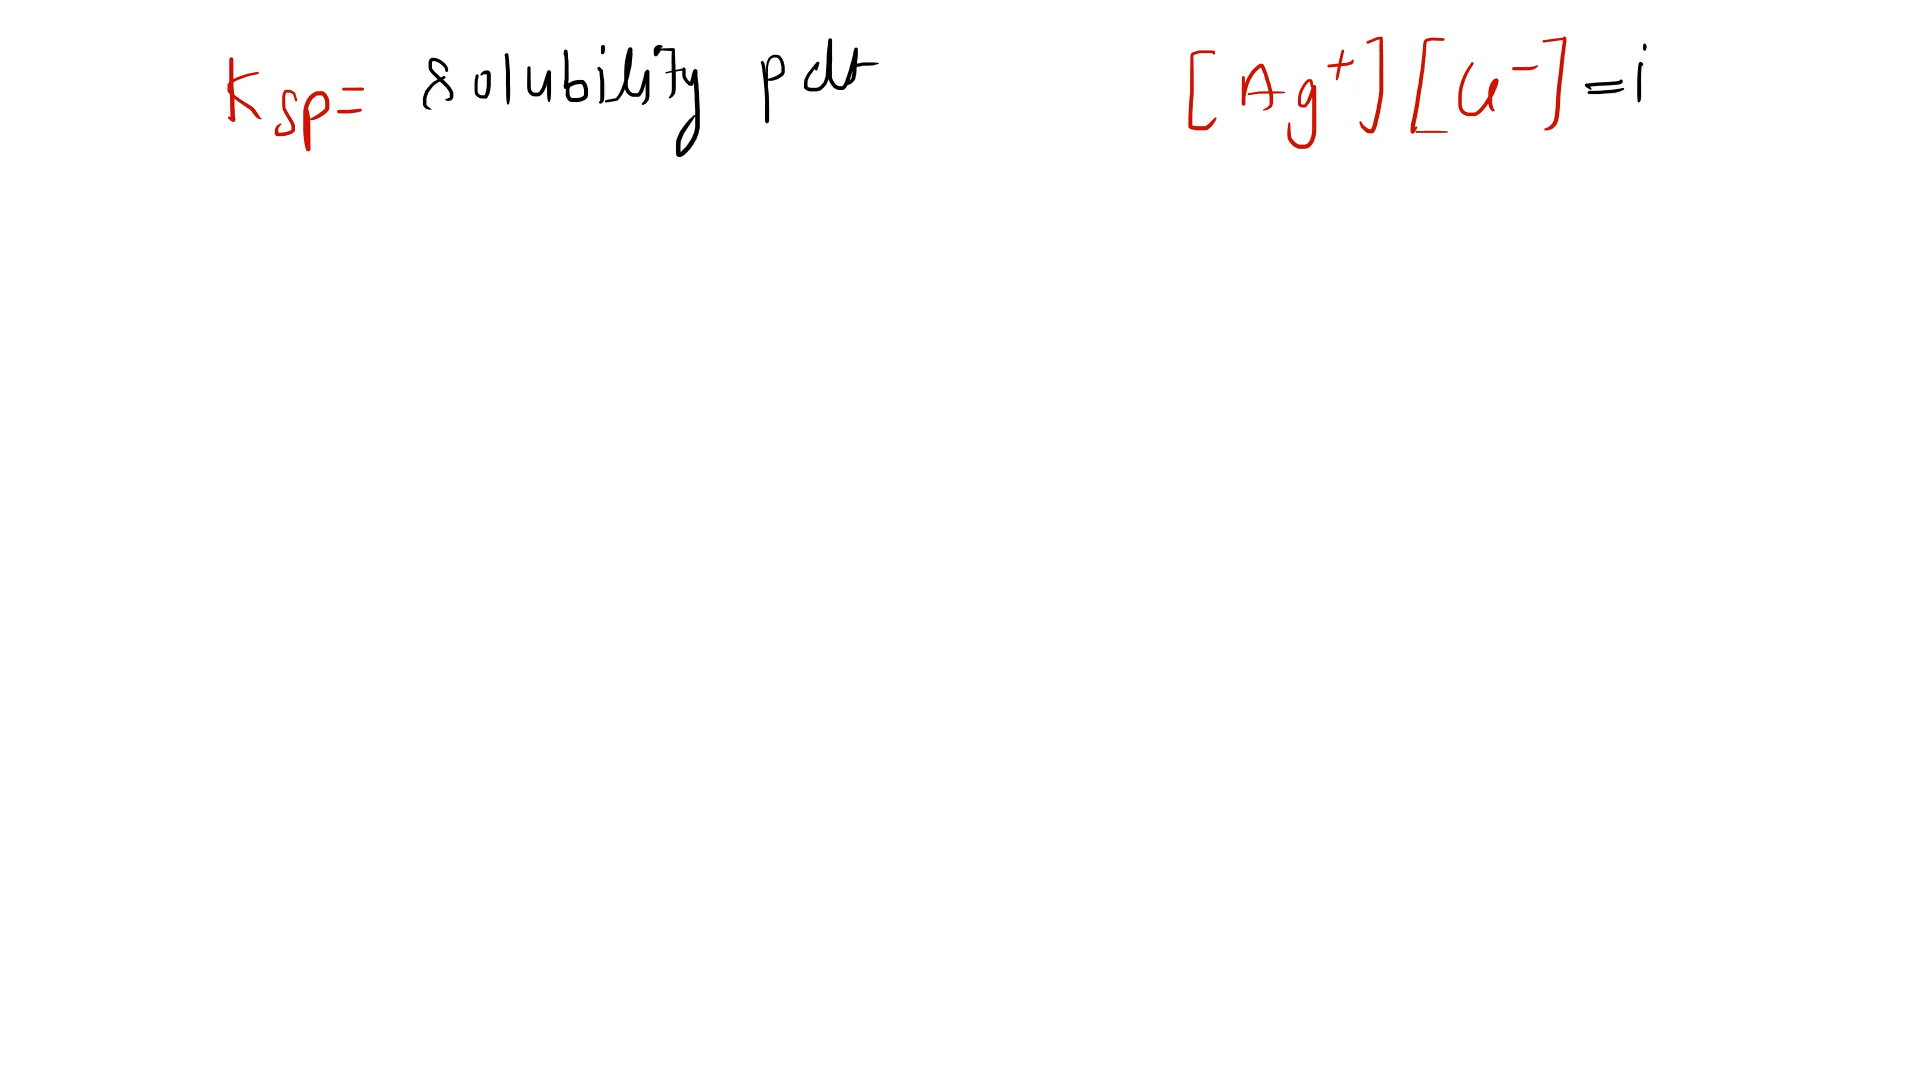 Ksp= solubility pdt [Ag⁺][Cl⁻]=i